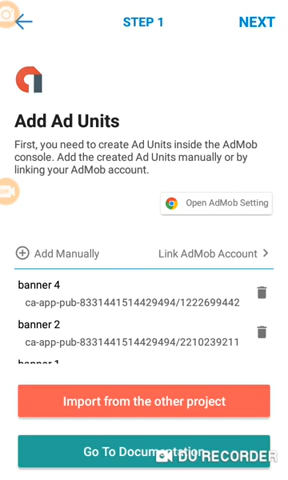 STEP 1
NEXT
Add Ad Units
First, you need to create Ad Units inside the AdMob
console. Add the created Ad Units manually or by
linking your AdMob account.
Open AdMob Setting
Add Manually
Link AdMob Account
banner 4
ca-app-pub-8331441514429494/1222699442
banner 2
ca-app-pub-8331441514429494/2210239211
banner 1
Import from the other project
Go To Documentation
DU RECORDER